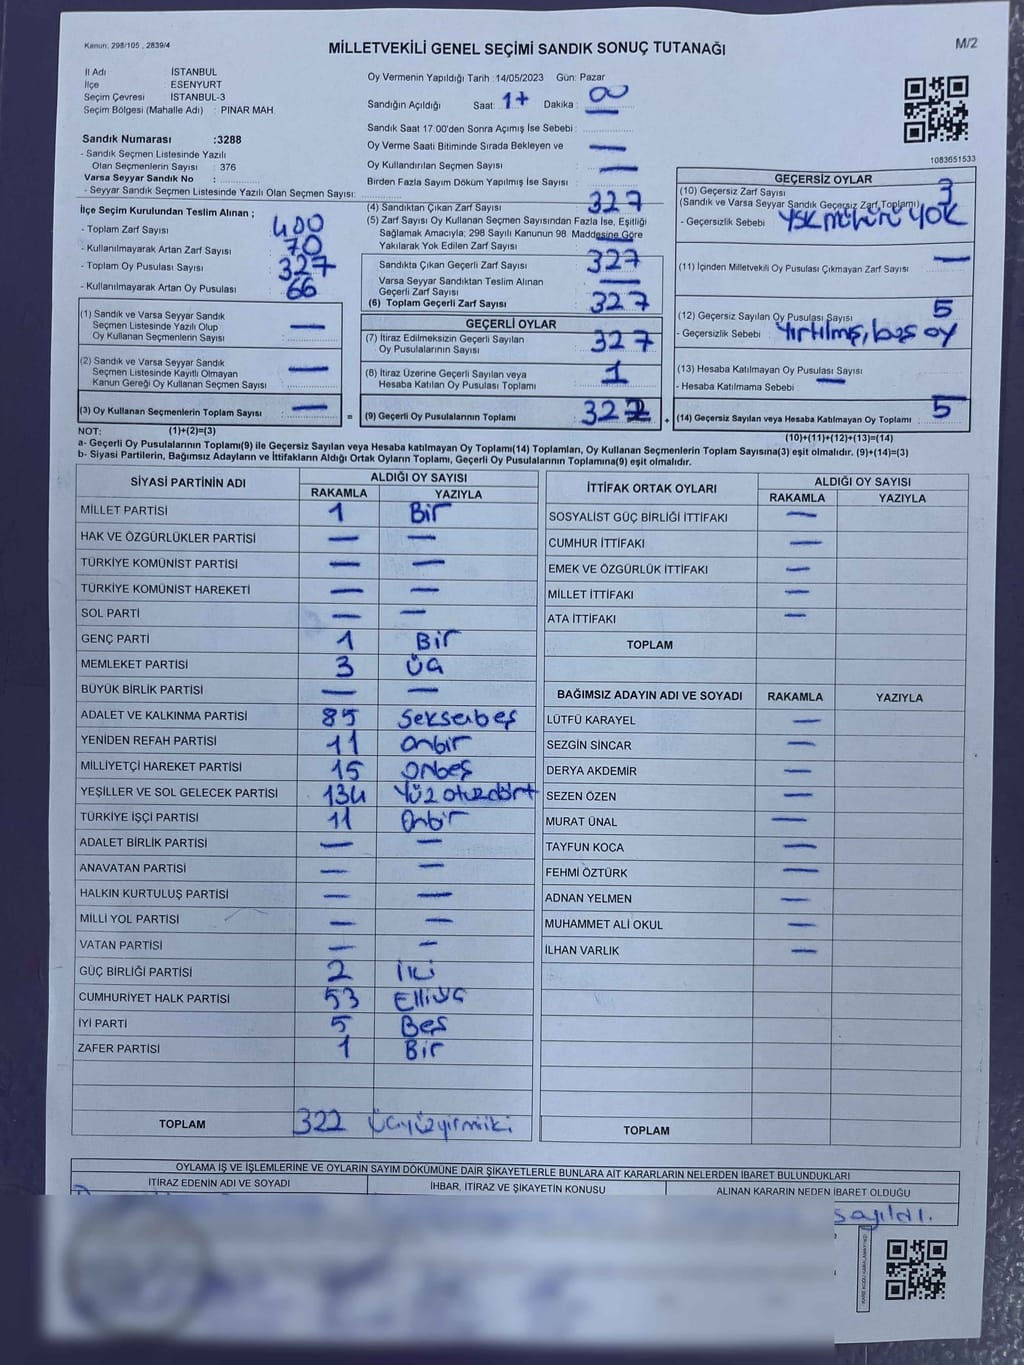 Kanun: 298/105 , 2839/4
MİLLETVEKİLİ GENEL SEÇİMİ SANDIK SONUÇ TUTANAĞI
M/2
İl Adı İSTANBUL
İlçe ESENYURT
Seçim Çevresi İSTANBUL-3
Seçim Bölgesi (Mahalle Adı) : PINAR MAH.
Sandık Numarası :3288
- Sandık Seçmen Listesinde Yazılı
Olan Seçmenlerin Sayısı : 376
Varsa Seyyar Sandık No :
- Seyyar Sandık Seçmen Listesinde Yazılı Olan Seçmen Sayısı:
Oy Vermenin Yapıldığı Tarih :14/05/2023 Gün: Pazar
Sandığın Açıldığı Saat: 17 Dakika : 00
Sandık Saat 17:00'den Sonra Açımış İse Sebebi :
Oy Verme Saati Bitiminde Sırada Bekleyen ve —
Oy Kullandırılan Seçmen Sayısı —
Birden Fazla Sayım Döküm Yapılmış İse Sayısı
1083651533
İlçe Seçim Kurulundan Teslim Alınan ;
- Toplam Zarf Sayısı 400
- Kullanılmayarak Artan Zarf Sayısı 70
- Toplam Oy Pusulası Sayısı 327
- Kullanılmayarak Artan Oy Pusulası 66
(4) Sandıktan Çıkan Zarf Sayısı 327
(5) Zarf Sayısı Oy Kullanan Seçmen Sayısından Fazla İse, Eşitliği
Sağlamak Amacıyla; 298 Sayılı Kanunun 98. Maddesine Göre
Yakılarak Yok Edilen Zarf Sayısı —
Sandıkta Çıkan Geçerli Zarf Sayısı 327
Varsa Seyyar Sandıktan Teslim Alınan
Geçerli Zarf Sayısı —
(6) Toplam Geçerli Zarf Sayısı 327
GEÇERSİZ OYLAR
(10) Geçersiz Zarf Sayısı 3
(Sandık ve Varsa Seyyar Sandık Geçersiz Zarf Toplamı)
- Geçersizlik Sebebi YSK mühürü YOK
(11) İçinden Milletvekili Oy Pusulası Çıkmayan Zarf Sayısı —
(12) Geçersiz Sayılan Oy Pusulası Sayısı 5
- Geçersizlik Sebebi Yırtılmış, boş oy
(13) Hesaba Katılmayan Oy Pusulası Sayısı
- Hesaba Katılmama Sebebi —
(14) Geçersiz Sayılan veya Hesaba Katılmayan Oy Toplamı : 5
(10)+(11)+(12)+(13)=(14)
(1) Sandık ve Varsa Seyyar Sandık
Seçmen Listesinde Yazılı Olup
Oy Kullanan Seçmenlerin Sayısı —
(2) Sandık ve Varsa Seyyar Sandık
Seçmen Listesinde Kayıtlı Olmayan
Kanun Gereği Oy Kullanan Seçmen Sayısı —
(3) Oy Kullanan Seçmenlerin Toplam Sayısı : —
GEÇERLİ OYLAR
(7) İtiraz Edilmeksizin Geçerli Sayılan
Oy Pusulalarının Sayısı 327
(8) İtiraz Üzerine Geçerli Sayılan veya
Hesaba Katılan Oy Pusulası Toplamı 1
= (9) Geçerli Oy Pusulalarının Toplamı 322 +
NOT: (1)+(2)=(3)
a- Geçerli Oy Pusulalarının Toplamı(9) ile Geçersiz Sayılan veya Hesaba katılmayan Oy Toplamı(14) Toplamları, Oy Kullanan Seçmenlerin Toplam Sayısına(3) eşit olmalıdır. (9)+(14)=(3)
b- Siyasi Partilerin, Bağımsız Adayların ve İttifakların Aldığı Ortak Oyların Toplamı, Geçerli Oy Pusulalarının Toplamına(9) eşit olmalıdır.
SİYASİ PARTİNİN ADI ALDIĞI OY SAYISI
RAKAMLA YAZIYLA
MİLLET PARTİSİ 1 Bir
HAK VE ÖZGÜRLÜKLER PARTİSİ — —
TÜRKİYE KOMÜNİST PARTİSİ — —
TÜRKİYE KOMÜNİST HAREKETİ — —
SOL PARTİ — —
GENÇ PARTİ 1 Bir
MEMLEKET PARTİSİ 3 Üç
BÜYÜK BİRLİK PARTİSİ — —
ADALET VE KALKINMA PARTİSİ 85 Seksenbeş
YENİDEN REFAH PARTİSİ 11 Onbir
MİLLİYETÇİ HAREKET PARTİSİ 15 Onbeş
YEŞİLLER VE SOL GELECEK PARTİSİ 134 Yüz otuzdört
TÜRKİYE İŞÇİ PARTİSİ 11 Onbir
ADALET BİRLİK PARTİSİ — —
ANAVATAN PARTİSİ — —
HALKIN KURTULUŞ PARTİSİ — —
MİLLİ YOL PARTİSİ — —
VATAN PARTİSİ — —
GÜÇ BİRLİĞİ PARTİSİ 2 İki
CUMHURİYET HALK PARTİSİ 53 Elliüç
İYİ PARTİ 5 Beş
ZAFER PARTİSİ 1 Bir
TOPLAM 322 Üçyüzyirmiiki
İTTİFAK ORTAK OYLARI ALDIĞI OY SAYISI
RAKAMLA YAZIYLA
SOSYALİST GÜÇ BİRLİĞİ İTTİFAKI —
CUMHUR İTTİFAKI —
EMEK VE ÖZGÜRLÜK İTTİFAKI —
MİLLET İTTİFAKI —
ATA İTTİFAKI —
TOPLAM
BAĞIMSIZ ADAYIN ADI VE SOYADI RAKAMLA YAZIYLA
LÜTFÜ KARAYEL —
SEZGİN SİNCAR —
DERYA AKDEMİR —
SEZEN ÖZEN —
MURAT ÜNAL —
TAYFUN KOCA —
FEHMİ ÖZTÜRK —
ADNAN YELMEN —
MUHAMMET ALİ OKUL —
İLHAN VARLIK —
TOPLAM
OYLAMA İŞ VE İŞLEMLERİNE VE OYLARIN SAYIM DÖKÜMÜNE DAİR ŞİKAYETLERLE BUNLARA AİT KARARLARIN NELERDEN İBARET BULUNDUKLARI
İTİRAZ EDENİN ADI VE SOYADI İHBAR, İTİRAZ VE ŞİKAYETİN KONUSU ALINAN KARARIN NEDEN İBARET OLDUĞU
sayıldı.